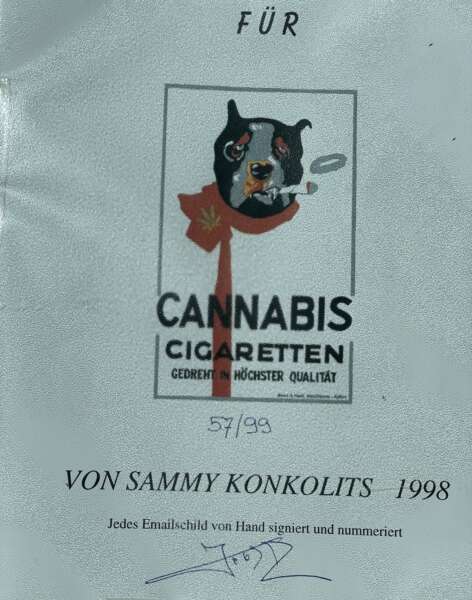 FÜR
CANNABIS
CIGARETTEN
GEDREHT IN HÖCHSTER QUALITÄT
57/99
VON SAMMY KONKOLITS 1998
Jedes Emailschild von Hand signiert und nummeriert